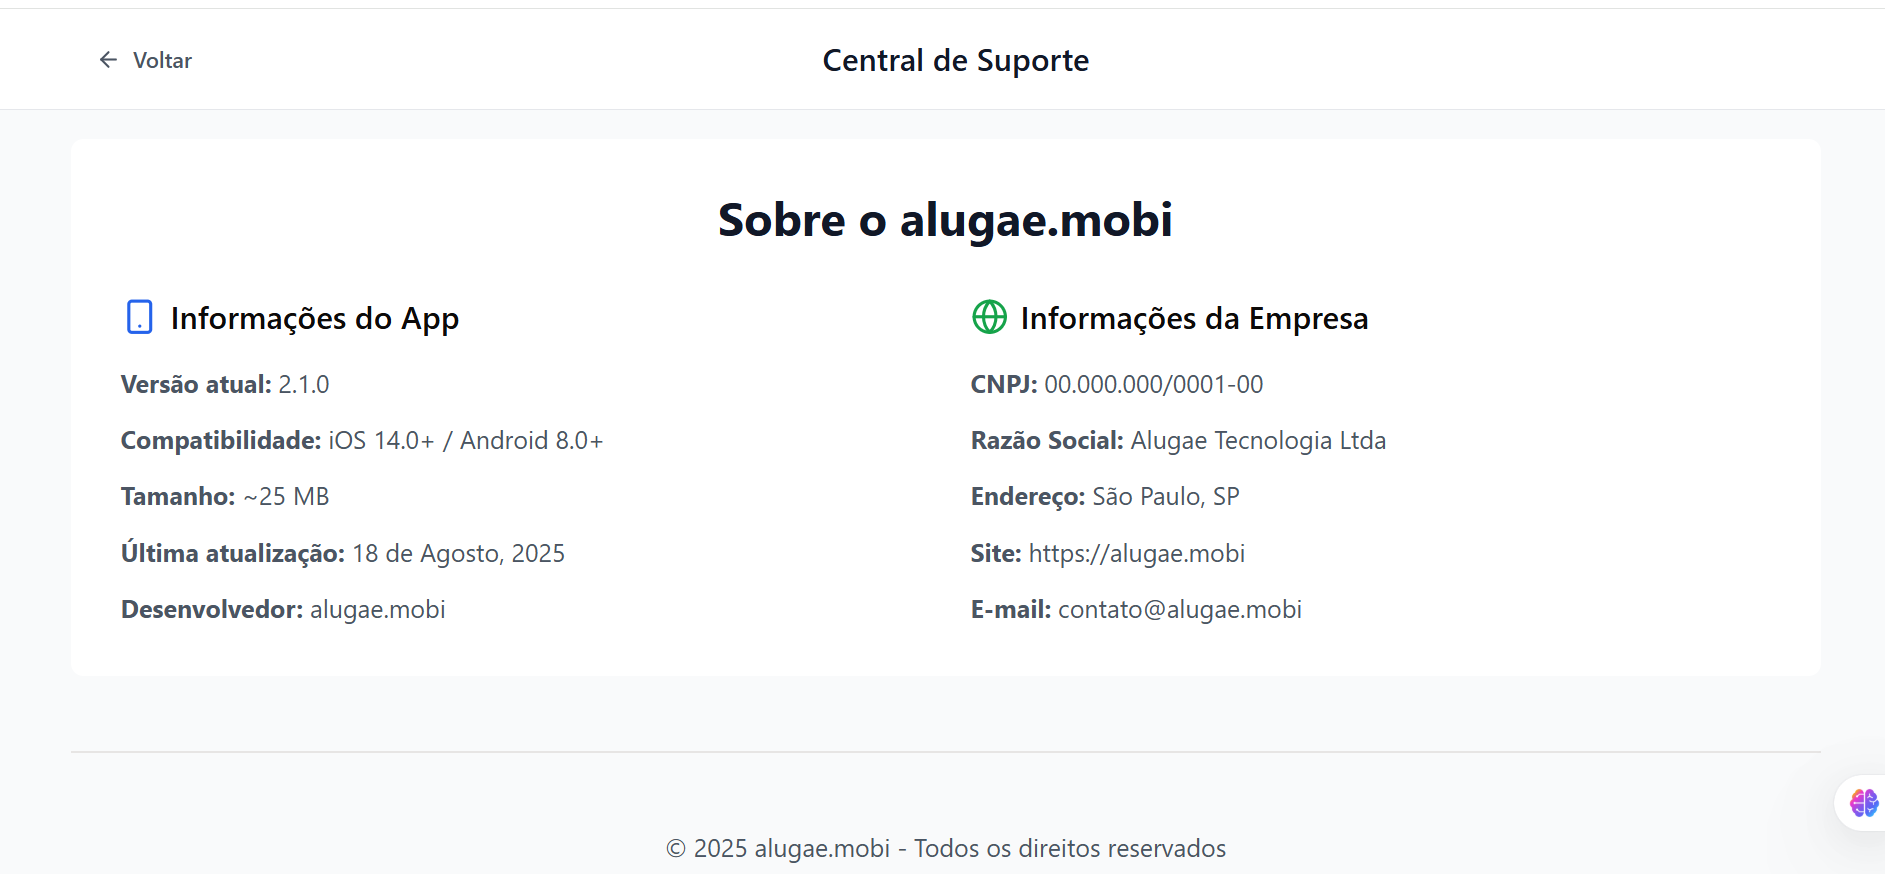 Voltar
Central de Suporte
Sobre o alugae.mobi
Informações do App
Versão atual: 2.1.0
Compatibilidade: iOS 14.0+ / Android 8.0+
Tamanho: ~25 MB
Última atualização: 18 de Agosto, 2025
Desenvolvedor: alugae.mobi
Informações da Empresa
CNPJ: 00.000.000/0001-00
Razão Social: Alugae Tecnologia Ltda
Endereço: São Paulo, SP
Site: https://alugae.mobi
E-mail: contato@alugae.mobi
© 2025 alugae.mobi - Todos os direitos reservados